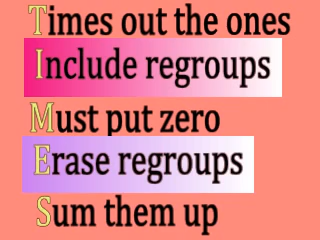 Times out the ones
Include regroups
Must put zero
Erase regroups
Sum them up